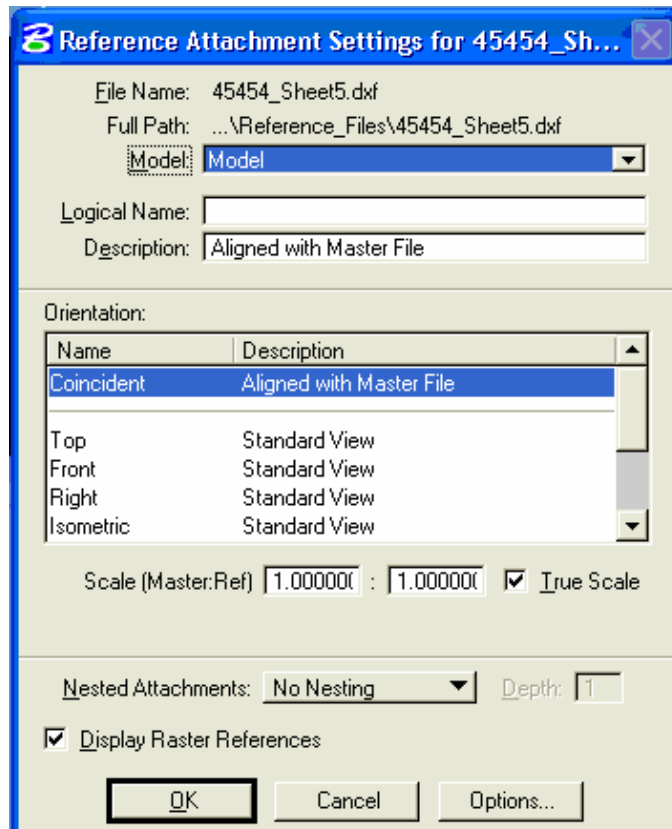 Reference Attachment Settings for 45454_Sh...
File Name: 45454_Sheet5.dxf
Full Path: ...\Reference_Files\45454_Sheet5.dxf
Model: Model
Logical Name:
Description: Aligned with Master File
Orientation:
Name Description
Coincident Aligned with Master File
Top Standard View
Front Standard View
Right Standard View
Isometric Standard View
Scale (Master:Ref) 1.000000 : 1.000000 True Scale
Nested Attachments: No Nesting Depth: 1
Display Raster References
OK Cancel Options...